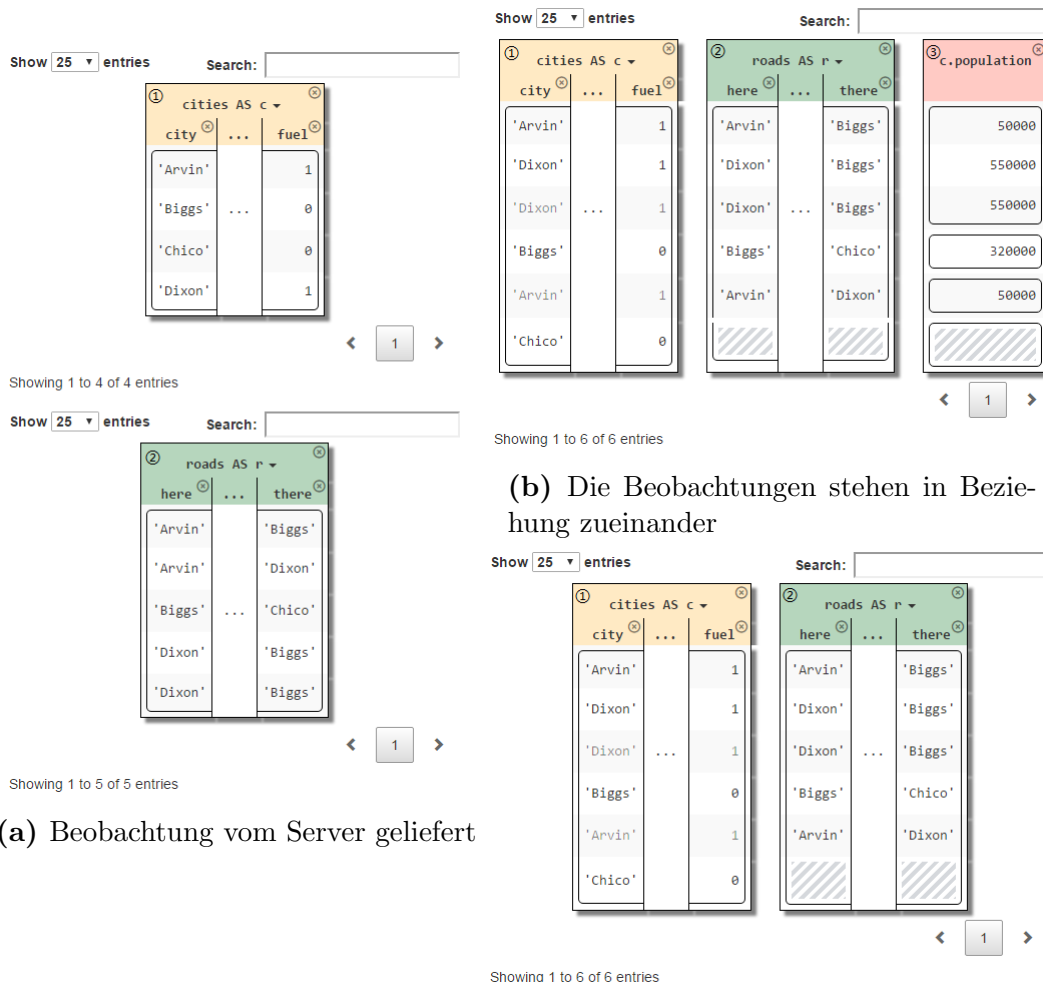 Show 25 ▾ entries Search:
① cities AS c ▾
city ... fuel
'Arvin' 1
'Biggs' ... 0
'Chico' 0
'Dixon' 1
1
Showing 1 to 4 of 4 entries
Show 25 ▾ entries Search:
② roads AS r ▾
here ... there
'Arvin' 'Biggs'
'Arvin' 'Dixon'
'Biggs' ... 'Chico'
'Dixon' 'Biggs'
'Dixon' 'Biggs'
1
Showing 1 to 5 of 5 entries
(a) Beobachtung vom Server geliefert
Show 25 ▾ entries Search:
① cities AS c ▾ ② roads AS r ▾ ③ c.population
city ... fuel here ... there
'Arvin' 1 'Arvin' 'Biggs' 50000
'Dixon' 1 'Dixon' 'Biggs' 550000
'Dixon' ... 1 'Dixon' ... 'Biggs' 550000
'Biggs' 0 'Biggs' 'Chico' 320000
'Arvin' 1 'Arvin' 'Dixon' 50000
'Chico' 0
1
Showing 1 to 6 of 6 entries
(b) Die Beobachtungen stehen in Bezie-
hung zueinander
Show 25 ▾ entries Search:
① cities AS c ▾ ② roads AS r ▾
city ... fuel here ... there
'Arvin' 1 'Arvin' 'Biggs'
'Dixon' 1 'Dixon' 'Biggs'
'Dixon' ... 1 'Dixon' ... 'Biggs'
'Biggs' 0 'Biggs' 'Chico'
'Arvin' 1 'Arvin' 'Dixon'
'Chico' 0
1
Showing 1 to 6 of 6 entries